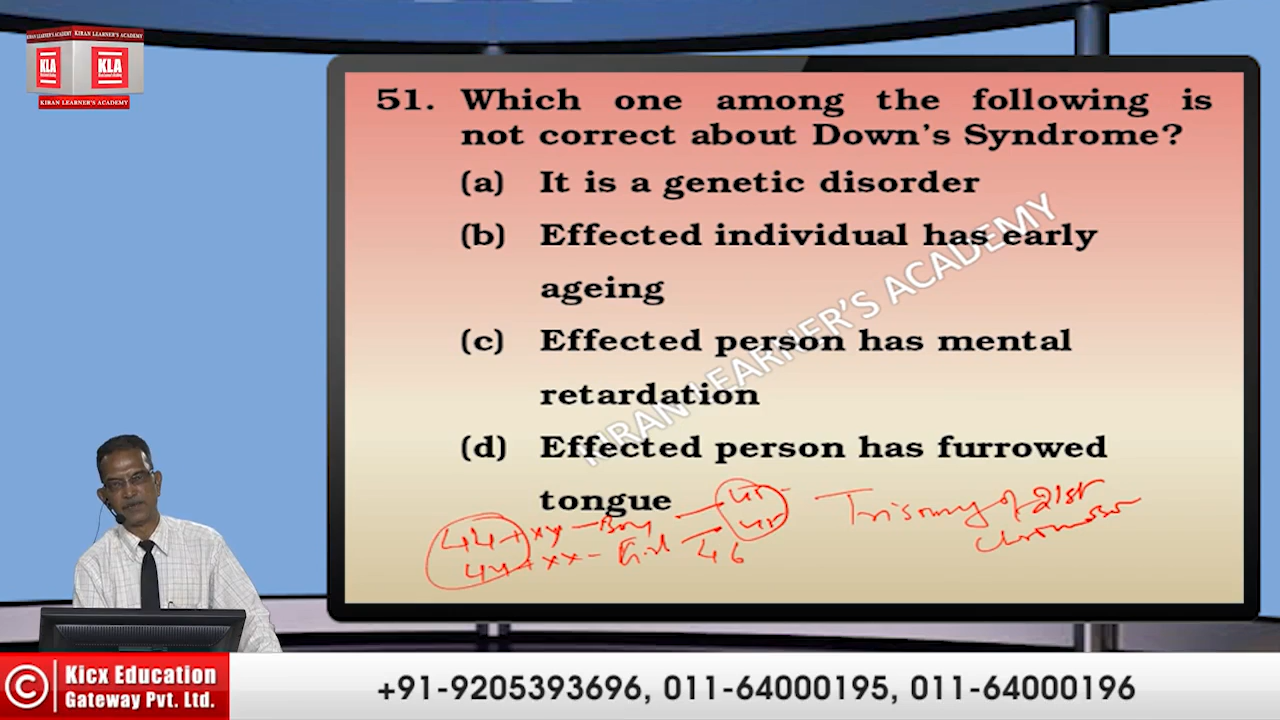 KIRAN LEARNER'S ACADEMY KIRAN LEARNER'S ACADEMY
KLA KLA
KIRAN LEARNER'S ACADEMY
51. Which one among the following is
not correct about Down's Syndrome?
(a) It is a genetic disorder
(b) Effected individual has early
ageing
(c) Effected person has mental
retardation
(d) Effected person has furrowed
tongue
KIRAN LEARNER'S ACADEMY
44 + xy - Boy
44 + xx - Girl 46
Trisomy of 21st
© Kicx Education
Gateway Pvt. Ltd.
+91-9205393696, 011-64000195, 011-64000196